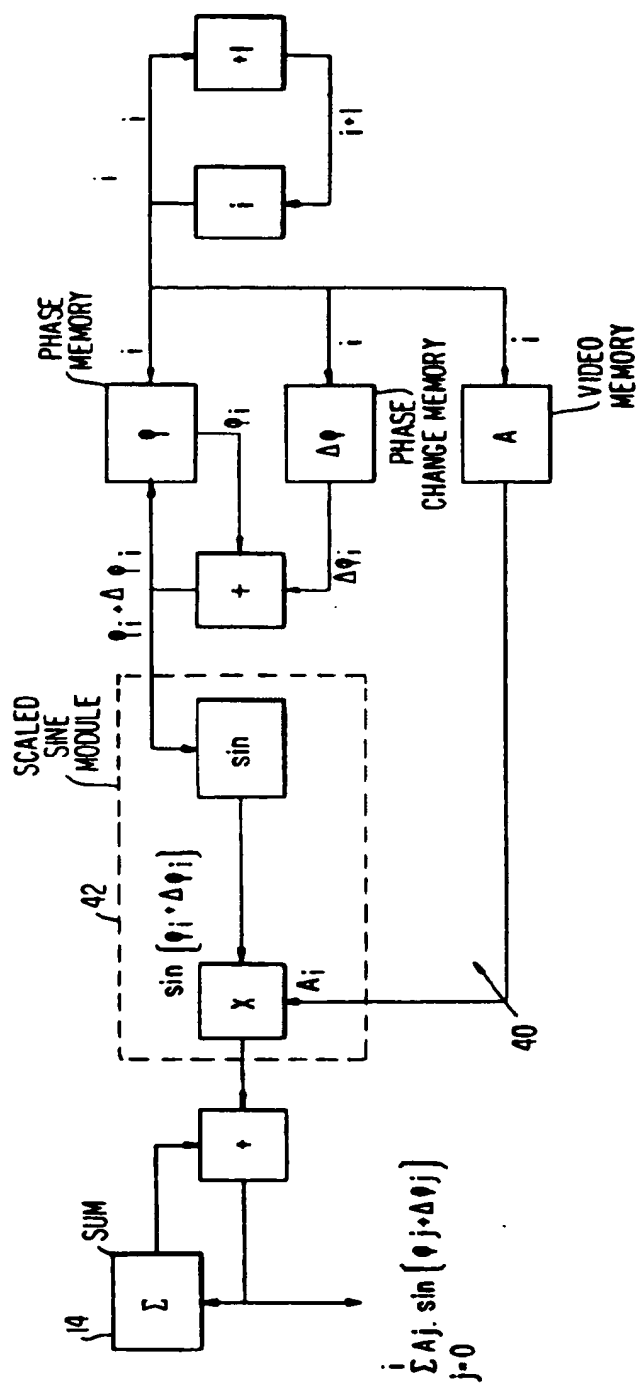 14
SUM
Σ
+
i
Σ Aj. sin [φj+Δφj]
j=0
42
SCALED
SINE
MODULE
sin [φi+Δφi]
X
Ai
40
sin
φi+Δφi
+
PHASE
MEMORY
φ
φi
i
Δφ
Δφi
i
PHASE
CHANGE MEMORY
A
i
VIDEO
MEMORY
i
i
i
+1
i+1